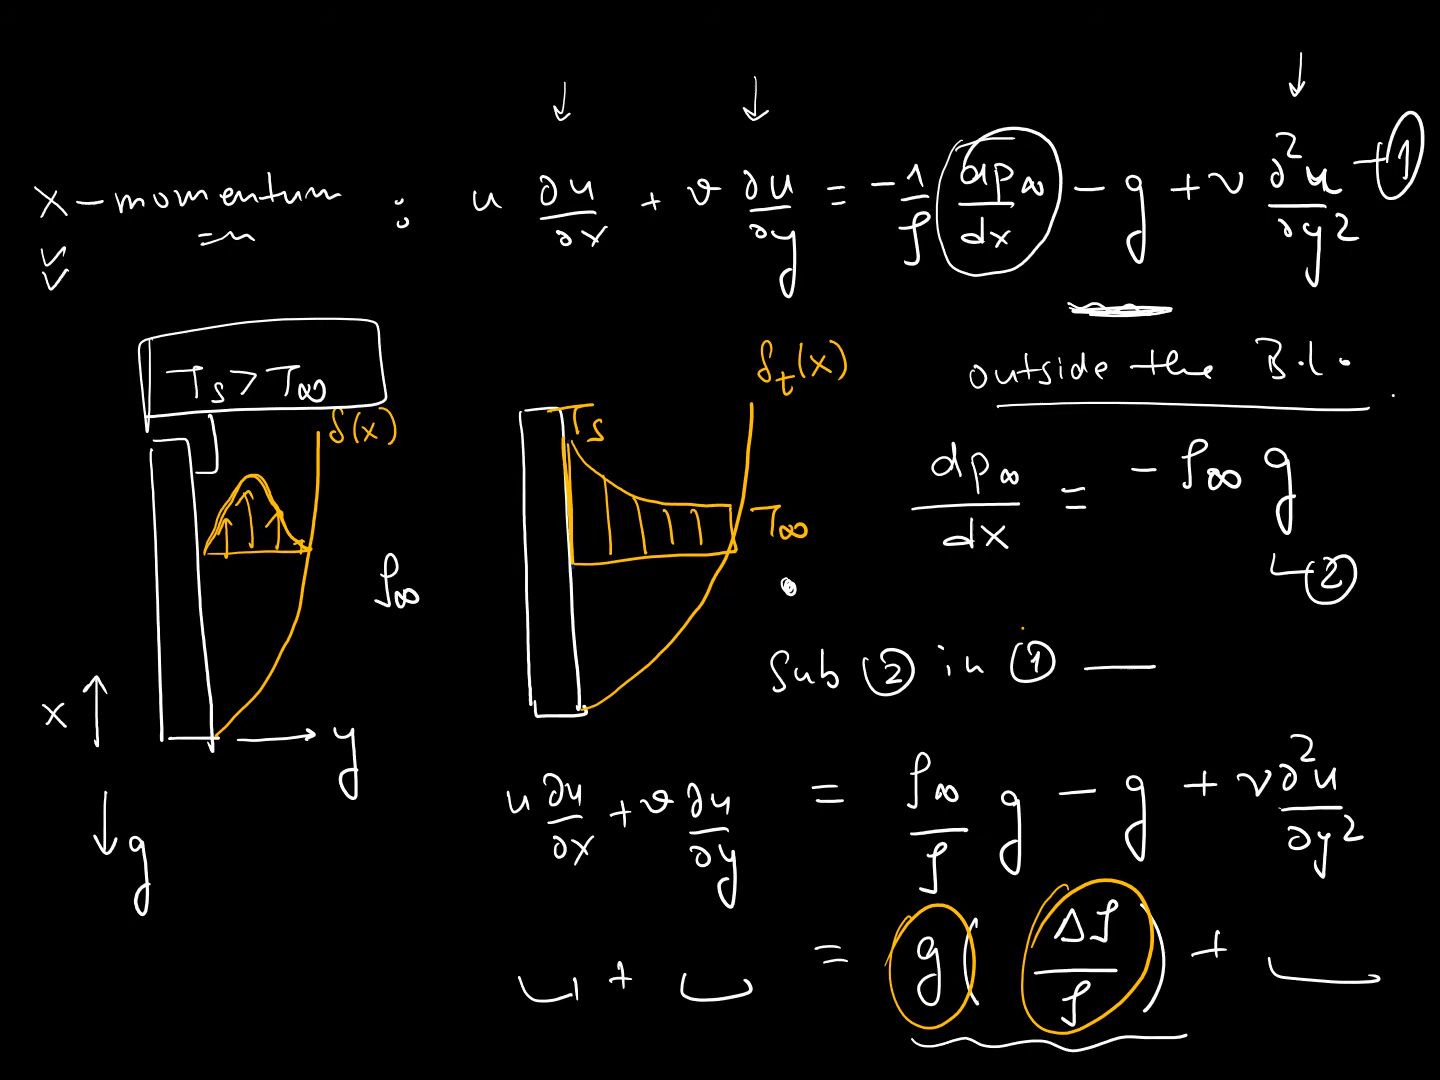 x-momentum : u ∂u/∂x + v ∂u/∂y = -1/ρ dp∞/dx - g + ν ∂²u/∂y² -①
Ts > T∞
δ(x)
Ts
δt(x)
T∞
ρ∞
x
y
g
outside the B.L.
dp∞/dx = -ρ∞ g
②
Sub ② in ①
u ∂u/∂x + v ∂u/∂y = ρ∞/ρ g - g + ν ∂²u/∂y²
+ = g(Δρ/ρ) +